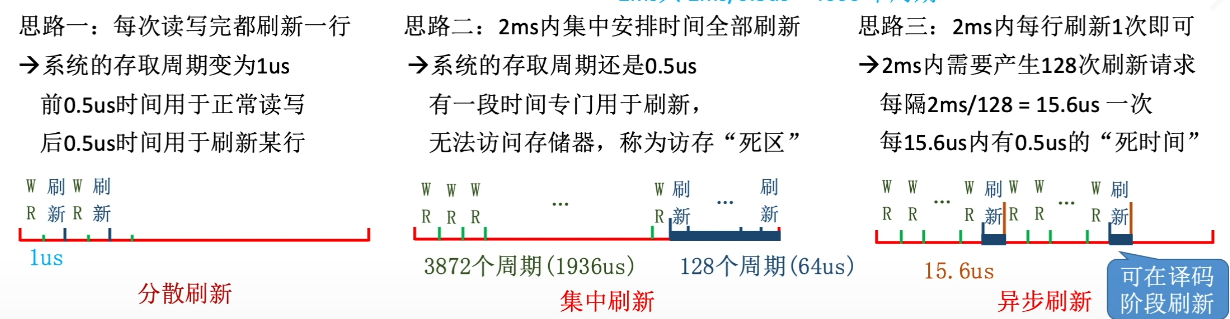 思路一：每次读写完都刷新一行
→系统的存取周期变为1us
前0.5us时间用于正常读写
后0.5us时间用于刷新某行
W 刷 W 刷
R 新 R 新
1us
分散刷新
思路二：2ms内集中安排时间全部刷新
→系统的存取周期还是0.5us
有一段时间专门用于刷新，
无法访问存储器，称为访存“死区”
W W W ... W 刷 ... 刷
R R R R 新 新
3872个周期(1936us) 128个周期(64us)
集中刷新
思路三：2ms内每行刷新1次即可
→2ms内需要产生128次刷新请求
每隔2ms/128 = 15.6us 一次
每15.6us内有0.5us的“死时间”
W W ... W 刷 W W ... W 刷
R R R 新 R R R 新
15.6us
可在译码
阶段刷新
异步刷新